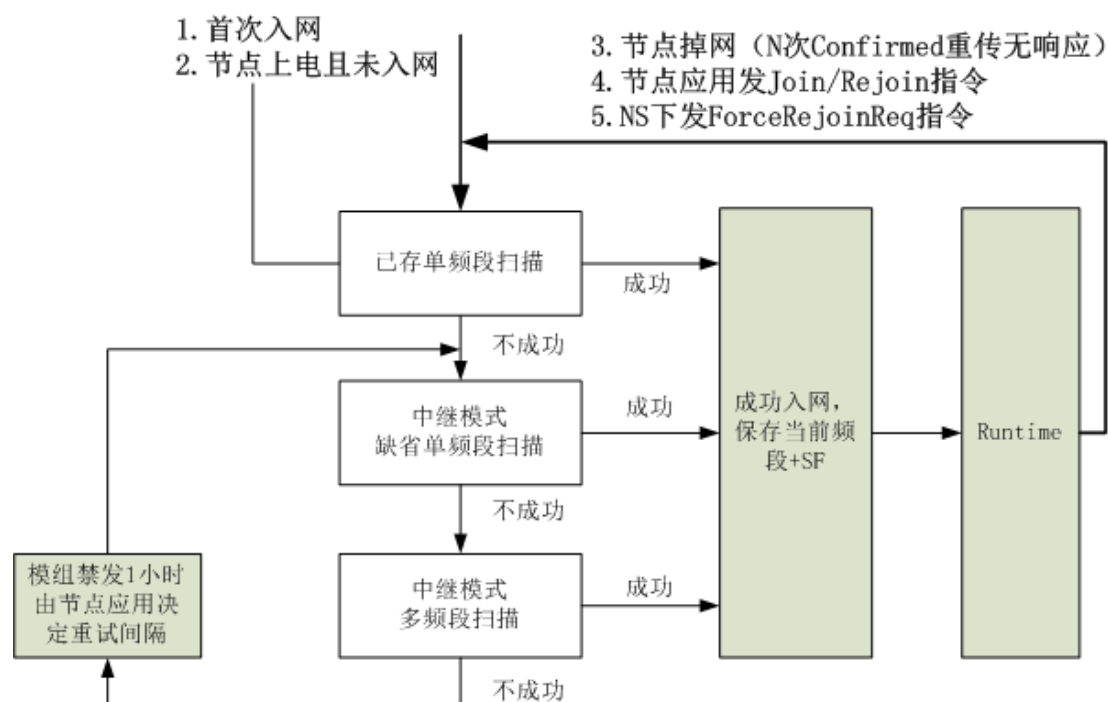 1. 首次入网
2. 节点上电且未入网
3. 节点掉网（N次Confirmed重传无响应）
4. 节点应用发Join/Rejoin指令
5. NS下发ForceRejoinReq指令
已存单频段扫描
成功
不成功
中继模式
缺省单频段扫描
成功
不成功
中继模式
多频段扫描
成功
不成功
成功入网，
保存当前频
段+SF
Runtime
模组禁发1小时
由节点应用决
定重试间隔